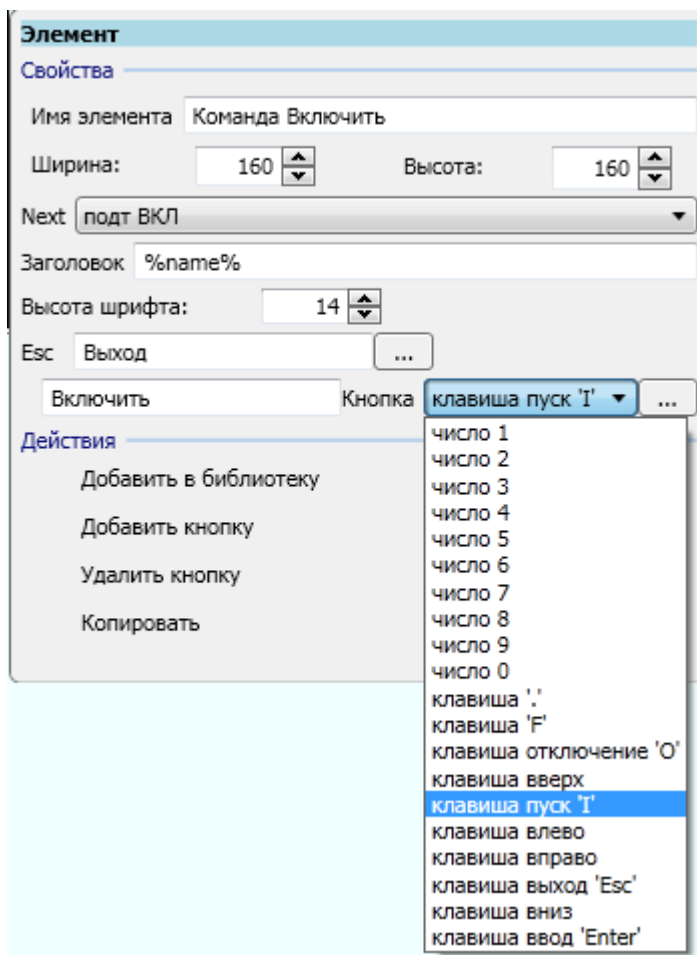 Элемент
Свойства
Имя элемента Команда Включить
Ширина: 160 Высота: 160
Next подт ВКЛ
Заголовок %name%
Высота шрифта: 14
Esc Выход ...
Включить Кнопка клавиша пуск 'I' ...
Действия
Добавить в библиотеку
Добавить кнопку
Удалить кнопку
Копировать
число 1
число 2
число 3
число 4
число 5
число 6
число 7
число 8
число 9
число 0
клавиша '.'
клавиша 'F'
клавиша отключение 'O'
клавиша вверх
клавиша пуск 'I'
клавиша влево
клавиша вправо
клавиша выход 'Esc'
клавиша вниз
клавиша ввод 'Enter'